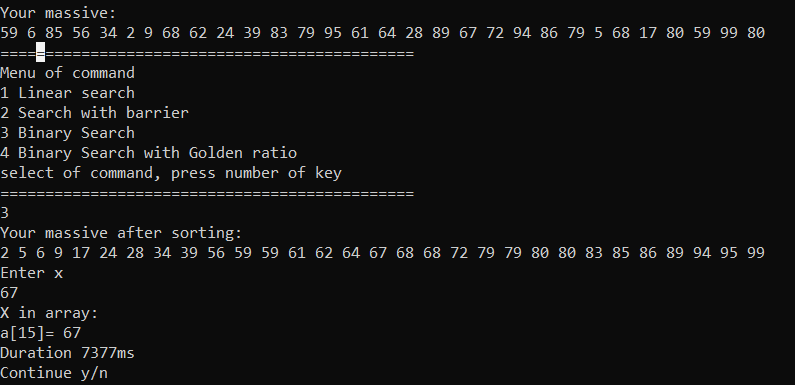 Your massive:
59 6 85 56 34 2 9 68 62 24 39 83 79 95 61 64 28 89 67 72 94 86 79 5 68 17 80 59 99 80
==============================================
Menu of command
1 Linear search
2 Search with barrier
3 Binary Search
4 Binary Search with Golden ratio
select of command, press number of key
==============================================
3
Your massive after sorting:
2 5 6 9 17 24 28 34 39 56 59 59 61 62 64 67 68 68 72 79 79 80 80 83 85 86 89 94 95 99
Enter x
67
X in array:
a[15]= 67
Duration 7377ms
Continue y/n